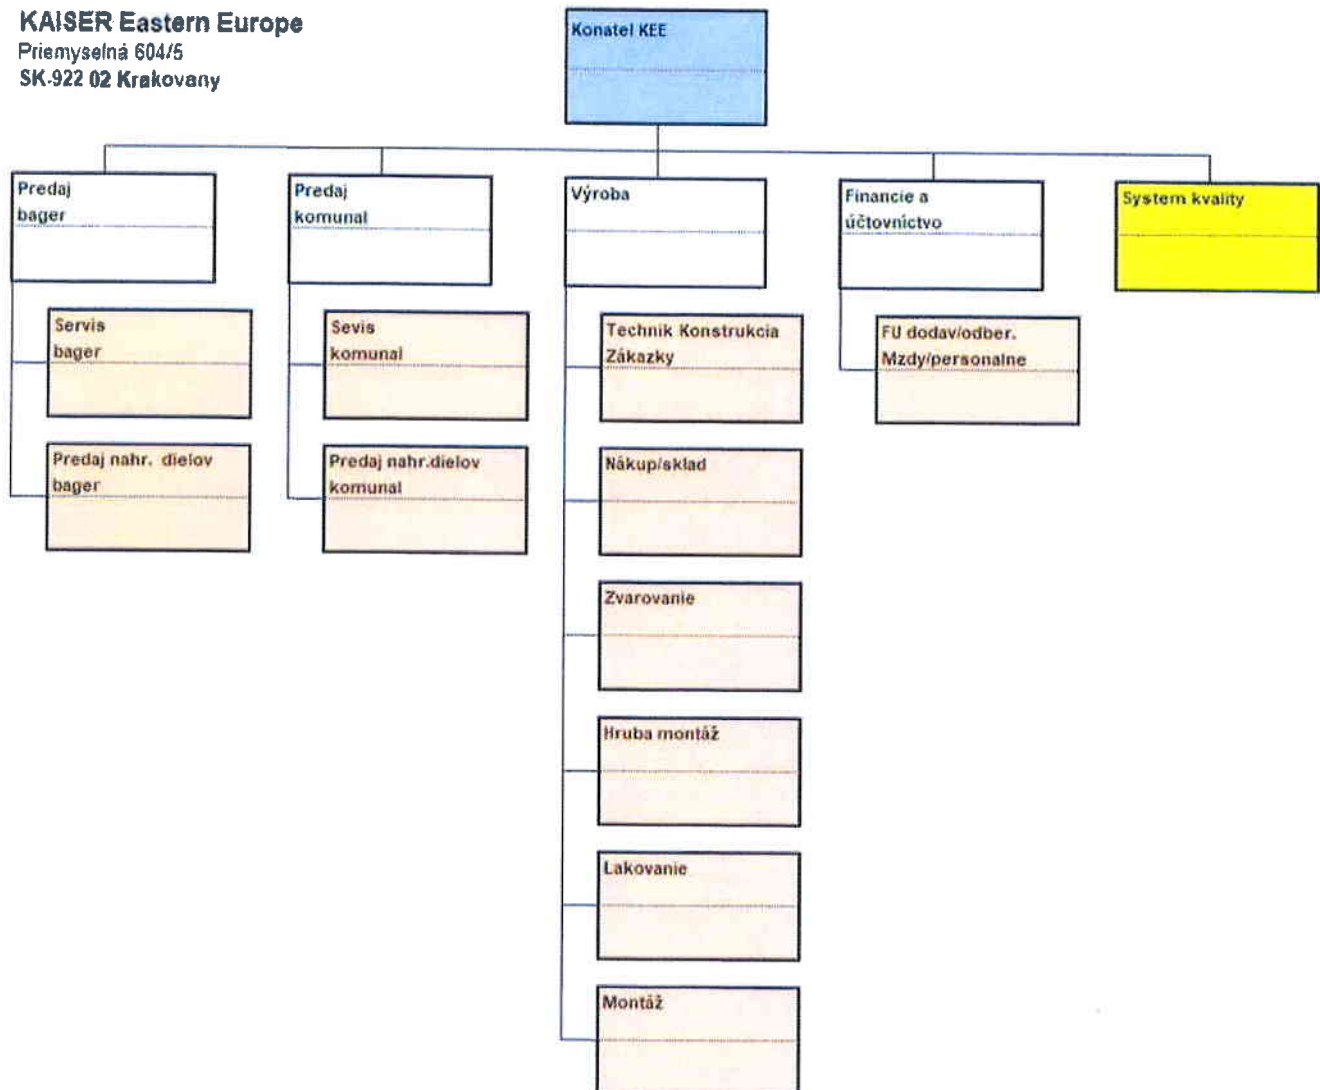 KAISER Eastern Europe
Priemyselná 604/5
SK-922 02 Krakovany
Konatel KEE
Predaj
bager
Predaj
komunal
Výroba
Financie a
účtovníctvo
System kvality
Servis
bager
Sevis
komunal
Technik Konstrukcia
Zákazky
FU dodav/odber.
Mzdy/personalne
Predaj nahr. dielov
bager
Predaj nahr.dielov
komunal
Nákup/sklad
Zvarovanie
Hruba montáž
Lakovanie
Montáž